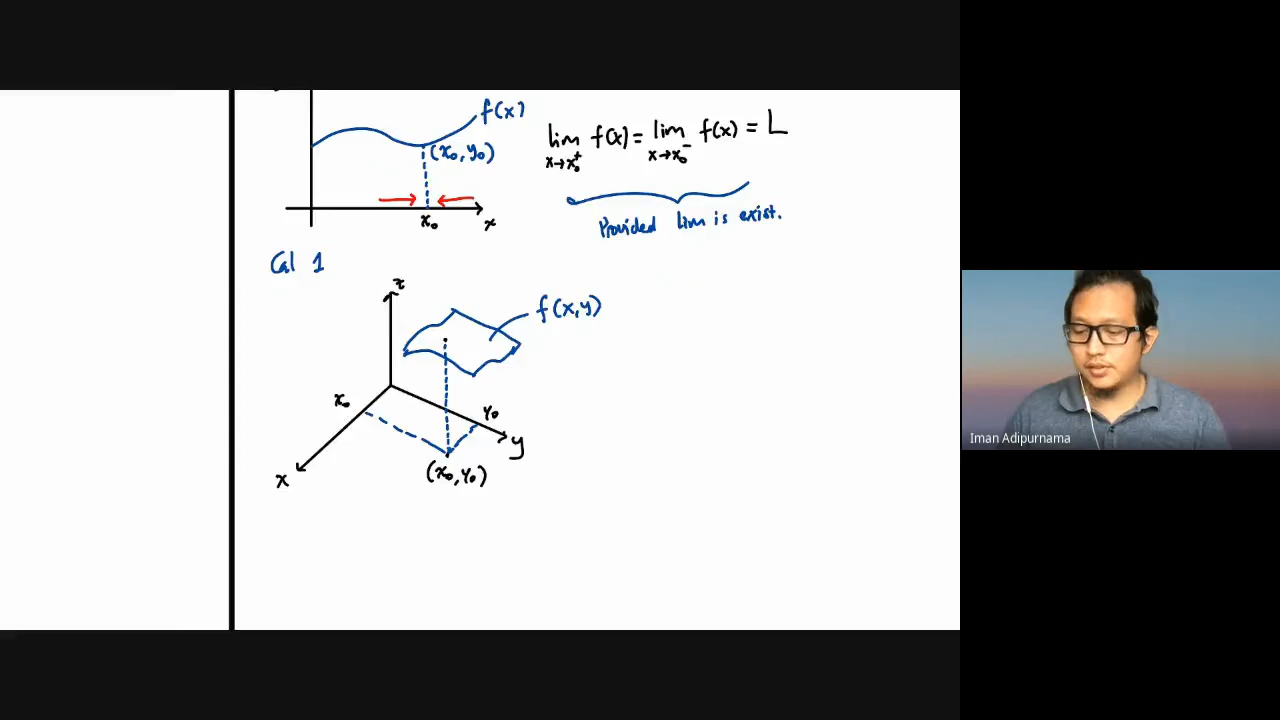 f(x)
(x₀, y₀)
lim x→x₀⁺ f(x) = lim x→x₀⁻ f(x) = L
x₀
x
Provided lim is exist.
Cal 1
z
f(x,y)
x₀
y₀
y
(x₀, y₀)
x
Iman Adipurnama